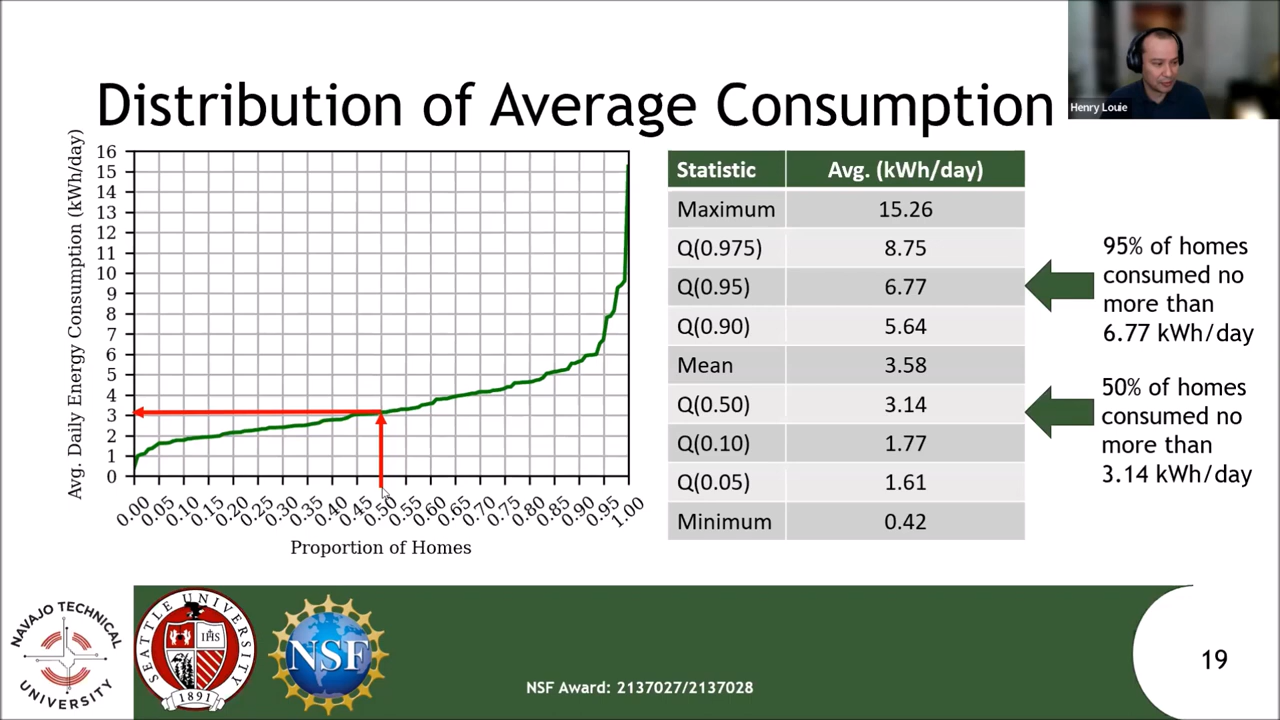 Distribution of Average Consumption
Henry Louie
Avg. Daily Energy Consumption (kWh/day)
16
15
14
13
12
11
10
9
8
7
6
5
4
3
2
1
0
0.00 0.05 0.10 0.15 0.20 0.25 0.30 0.35 0.40 0.45 0.50 0.55 0.60 0.65 0.70 0.75 0.80 0.85 0.90 0.95 1.00
Proportion of Homes
Statistic Avg. (kWh/day)
Maximum 15.26
Q(0.975) 8.75
Q(0.95) 6.77
Q(0.90) 5.64
Mean 3.58
Q(0.50) 3.14
Q(0.10) 1.77
Q(0.05) 1.61
Minimum 0.42
95% of homes
consumed no
more than
6.77 kWh/day
50% of homes
consumed no
more than
3.14 kWh/day
NAVAJO TECHNICAL
UNIVERSITY
SEATTLE UNIVERSITY
IHS
1891
NSF
NSF Award: 2137027/2137028
19